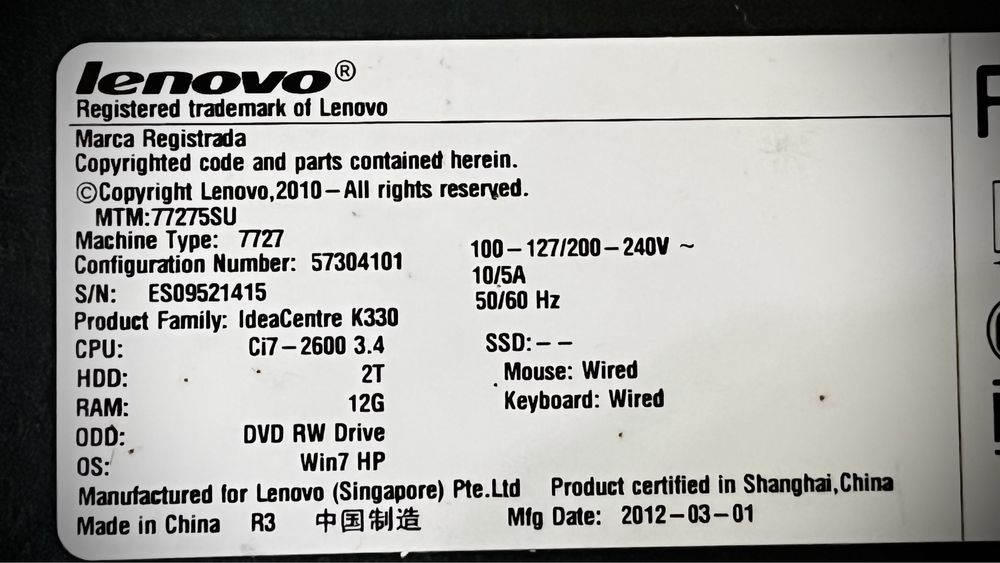 lenovo®
Registered trademark of Lenovo
Marca Registrada
Copyrighted code and parts contained herein.
©Copyright Lenovo,2010–All rights reserved.
MTM:77275SU
Machine Type: 7727
Configuration Number: 57304101
S/N: ES09521415
Product Family: IdeaCentre K330
CPU: Ci7–2600 3.4
HDD: 2T
RAM: 12G
ODD: DVD RW Drive
OS: Win7 HP
100–127/200–240V ~
10/5A
50/60 Hz
SSD:– –
Mouse: Wired
Keyboard: Wired
Manufactured for Lenovo (Singapore) Pte.Ltd Product certified in Shanghai,China
Made in China R3 中国制造 Mfg Date: 2012–03–01